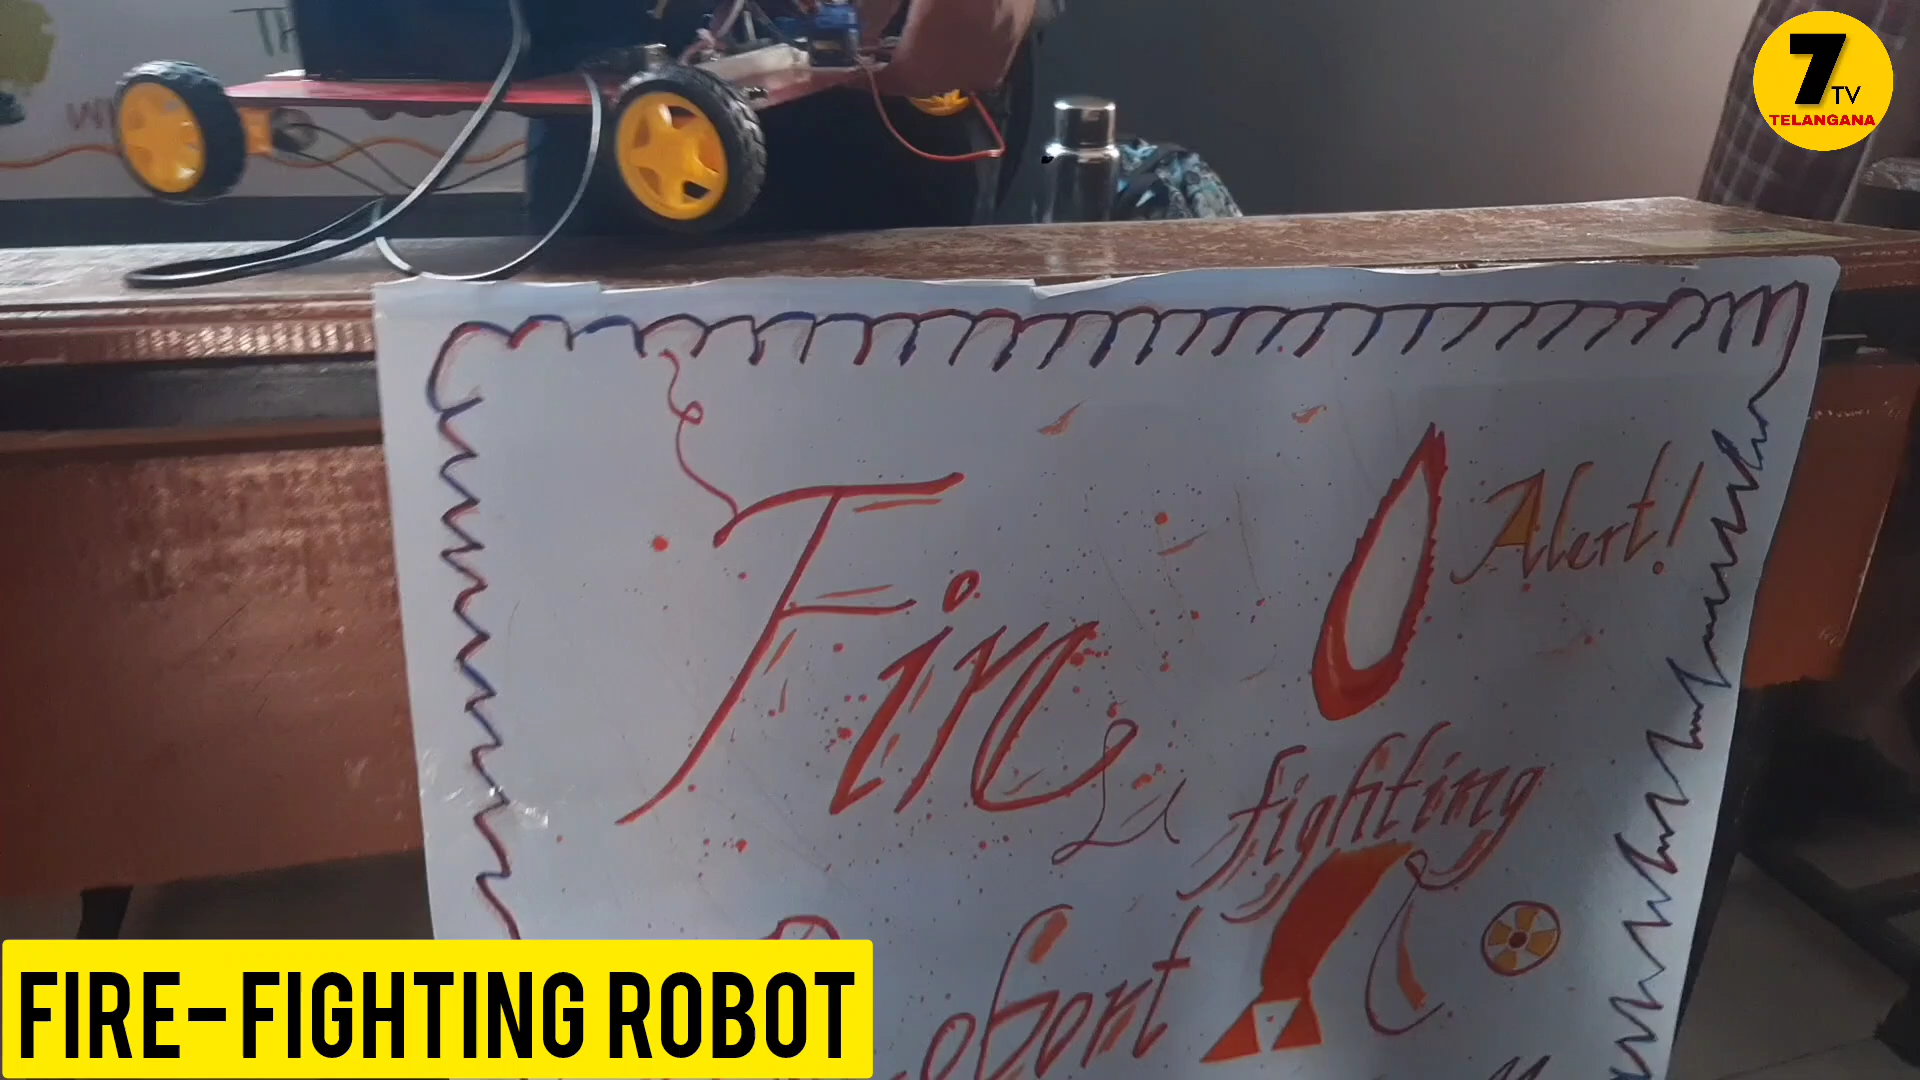 7 TV
TELANGANA
Fire
Alert!
fighting
FIRE-FIGHTING ROBOT